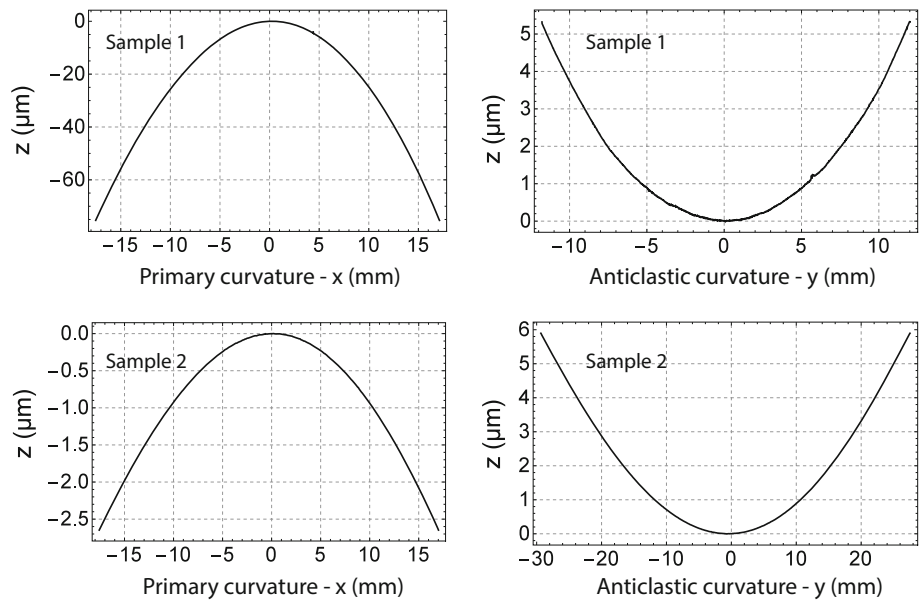 Sample 1
z (μm)
0
−20
−40
−60
−15 −10 −5 0 5 10 15
Primary curvature - x (mm)
Sample 1
z (μm)
5
4
3
2
1
0
−10 −5 0 5 10
Anticlastic curvature - y (mm)
Sample 2
z (μm)
0.0
−0.5
−1.0
−1.5
−2.0
−2.5
−15 −10 −5 0 5 10 15
Primary curvature - x (mm)
Sample 2
z (μm)
6
5
4
3
2
1
0
−30 −20 −10 0 10 20
Anticlastic curvature - y (mm)